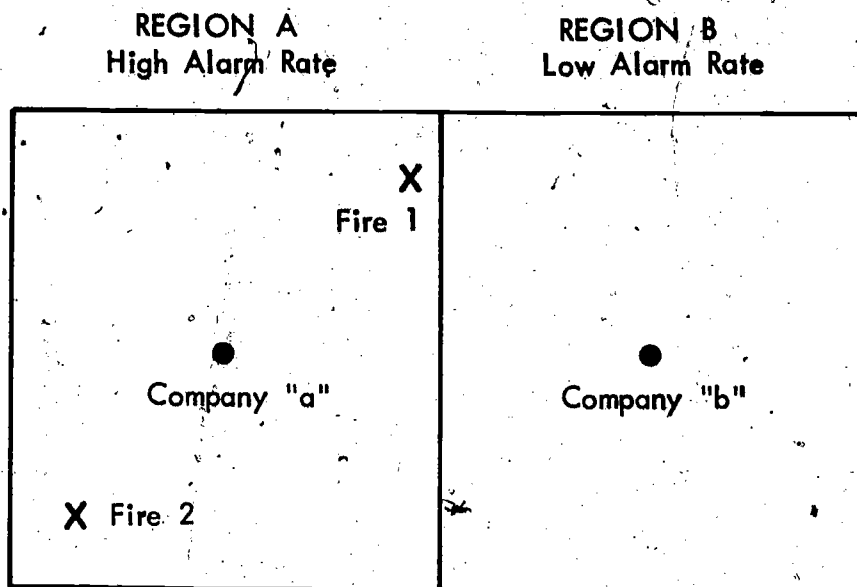 REGION A
High Alarm Rate
REGION B
Low Alarm Rate
X
Fire 1
Company "a"
Company "b"
X Fire 2